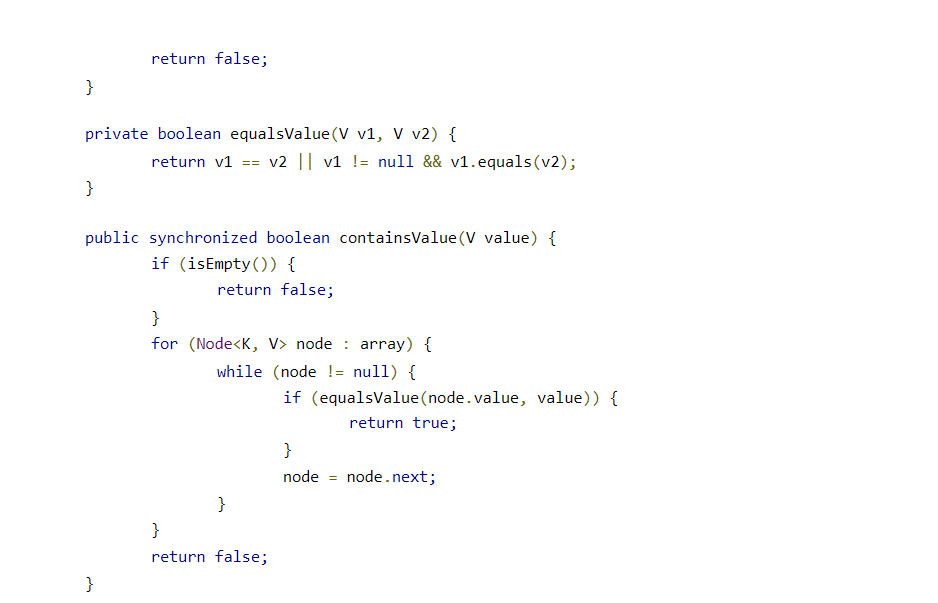 return false;
}
private boolean equalsValue(V v1, V v2) {
return v1 == v2 || v1 != null && v1.equals(v2);
}
public synchronized boolean containsValue(V value) {
if (isEmpty()) {
return false;
}
for (Node<K, V> node : array) {
while (node != null) {
if (equalsValue(node.value, value)) {
return true;
}
node = node.next;
}
}
return false;
}